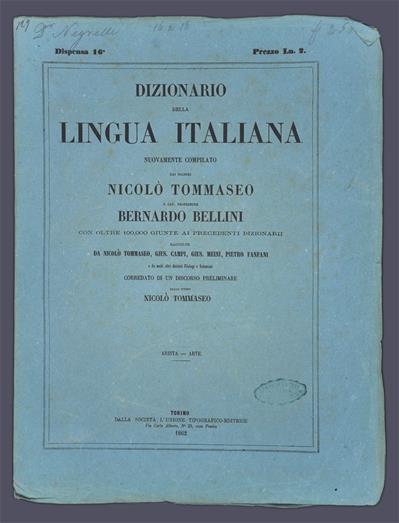 Dr Negrelli
Dispensa 16ª
Prezzo Ln. 2.
DIZIONARIO
DELLA
LINGUA ITALIANA
NUOVAMENTE COMPILATO
DAI SIGNORI
NICOLÒ TOMMASEO
E CAV. PROFESSORE
BERNARDO BELLINI
CON OLTRE 100,000 GIUNTE AI PRECEDENTI DIZIONARII
RACCOLTE
DA NICOLÒ TOMMASEO, GIUS. CAMPI, GIUS. MEINI, PIETRO FANFANI
e da molti altri distinti Filologi e Scienziati
CORREDATO DI UN DISCORSO PRELIMINARE
DELLO STESSO
NICOLÒ TOMMASEO
ARISTA — ARTE
TORINO
DALLA SOCIETÀ L'UNIONE TIPOGRAFICO-EDITRICE
Via Carlo Alberto, N° 33, casa Pomba
1862